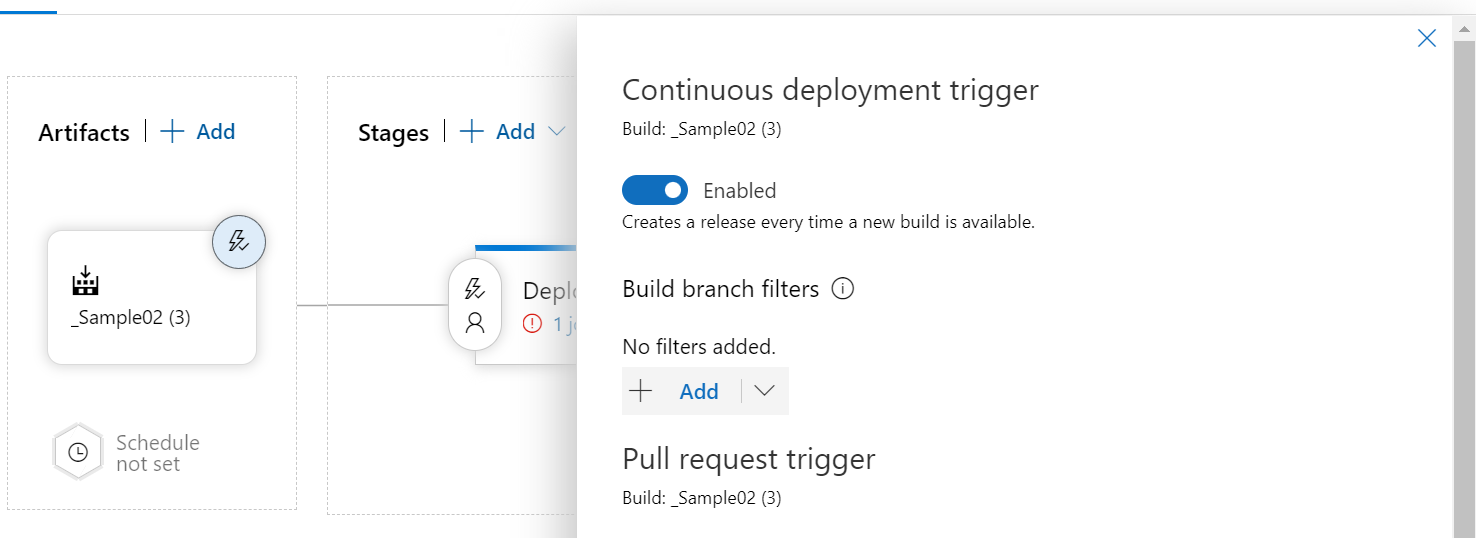 Artifacts | + Add
Stages | + Add
_Sample02 (3)
Schedule
not set
Depl
1 j
Continuous deployment trigger
Build: _Sample02 (3)
Enabled
Creates a release every time a new build is available.
Build branch filters
No filters added.
+ Add
Pull request trigger
Build: _Sample02 (3)